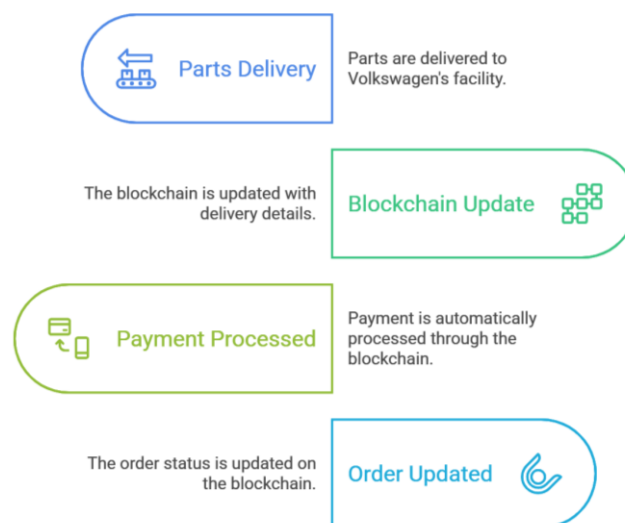 Parts Delivery
Parts are delivered to
Volkswagen's facility.
The blockchain is updated with
delivery details.
Blockchain Update
Payment Processed
Payment is automatically
processed through the
blockchain.
The order status is updated on
the blockchain.
Order Updated